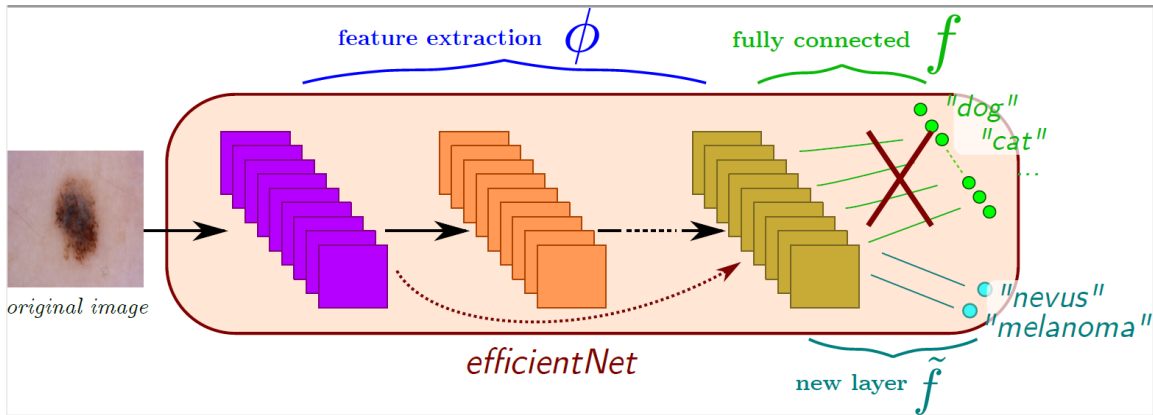 feature extraction ϕ
fully connected f
"dog"
"cat"
...
original image
"nevus"
"melanoma"
efficientNet
new layer f̃